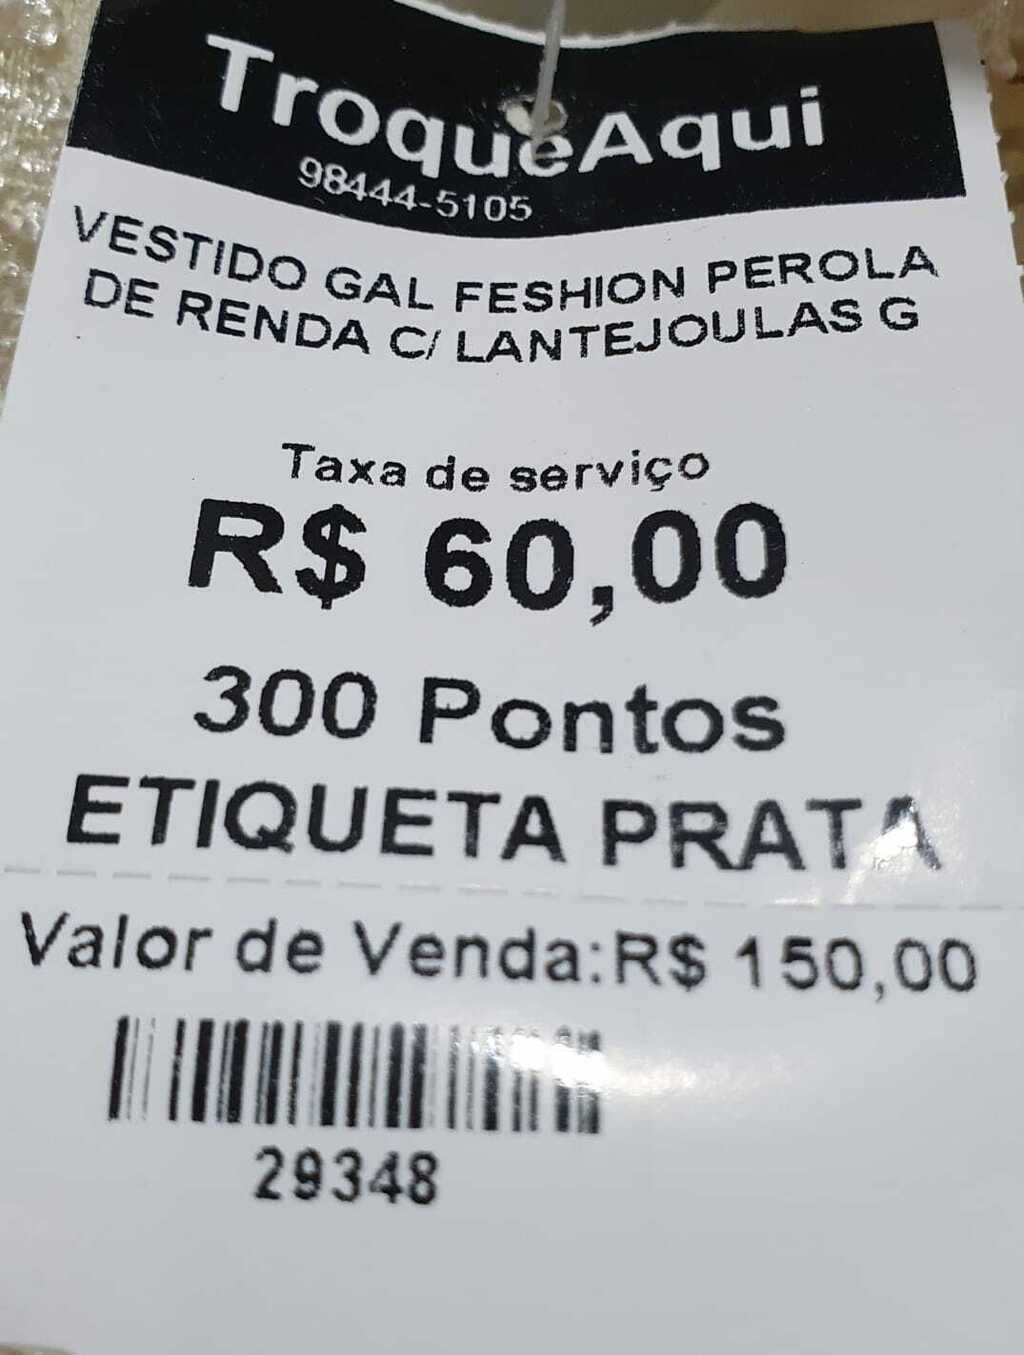 TroqueAqui
98444-5105
VESTIDO GAL FESHION PEROLA
DE RENDA C/ LANTEJOULAS G
Taxa de serviço
R$ 60,00
300 Pontos
ETIQUETA PRATA
Valor de Venda:R$ 150,00
29348